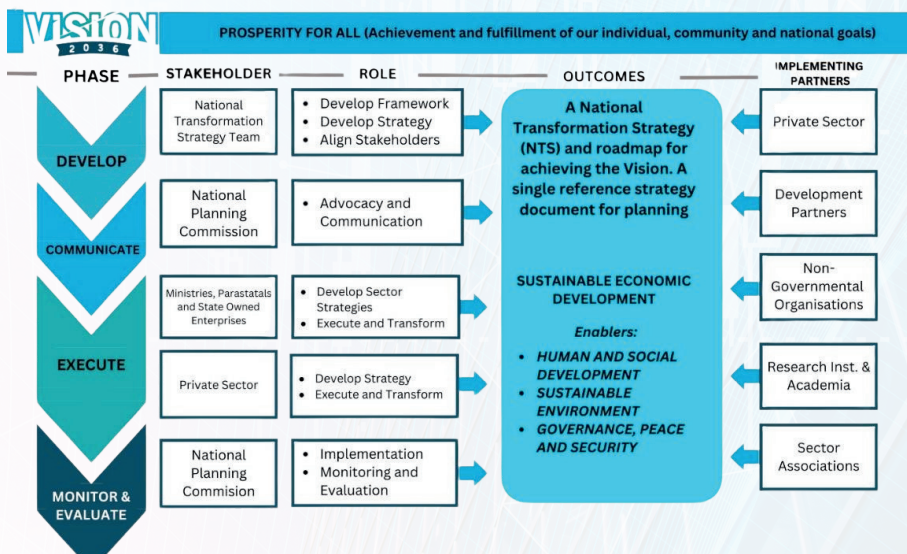 VISION
2036
PROSPERITY FOR ALL (Achievement and fulfillment of our individual, community and national goals)
PHASE
STAKEHOLDER
ROLE
OUTCOMES
IMPLEMENTING
PARTNERS
DEVELOP
National
Transformation
Strategy Team
• Develop Framework
• Develop Strategy
• Align Stakeholders
A National
Transformation Strategy
(NTS) and roadmap for
achieving the Vision. A
single reference strategy
document for planning
Private Sector
COMMUNICATE
National
Planning
Commission
• Advocacy and
Communication
Development
Partners
EXECUTE
Ministries, Parastatals
and State Owned
Enterprises
• Develop Sector
Strategies
• Execute and Transform
SUSTAINABLE ECONOMIC
DEVELOPMENT
Enablers:
• HUMAN AND SOCIAL
DEVELOPMENT
• SUSTAINABLE
ENVIRONMENT
• GOVERNANCE, PEACE
AND SECURITY
Non-
Governmental
Organisations
Private Sector
• Develop Strategy
• Execute and Transform
Research Inst. &
Academia
MONITOR &
EVALUATE
National
Planning
Commision
• Implementation
• Monitoring and
Evaluation
Sector
Associations